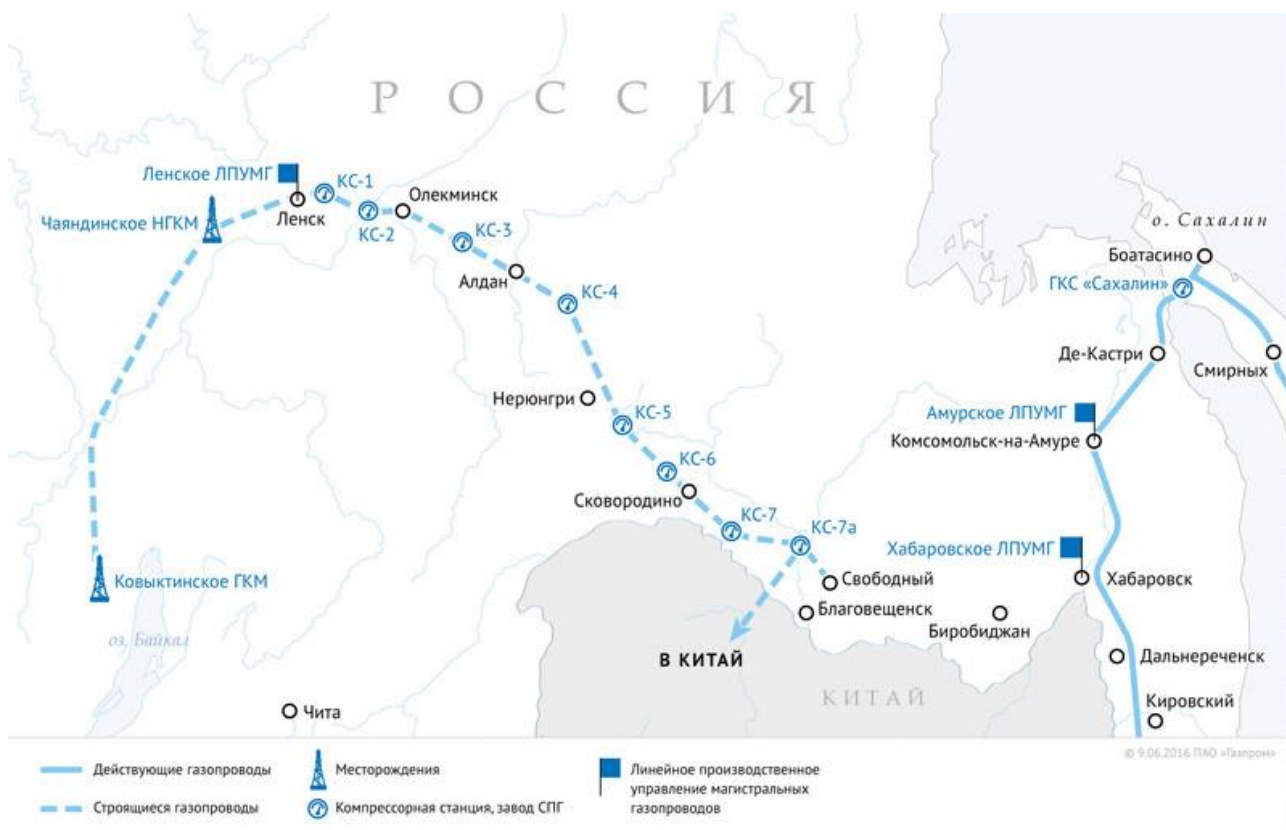 РОССИЯ
Ленское ЛПУМГ
КС-1
Олекминск
Ленск
Чаяндинское НГКМ
КС-2
КС-3
о. Сахалин
Боатасино
Алдан
КС-4
ГКС «Сахалин»
Де-Кастри
Смирных
Нерюнгри
КС-5
Амурское ЛПУМГ
Комсомольск-на-Амуре
КС-6
Сковородино
КС-7
КС-7а
Хабаровское ЛПУМГ
Ковыктинское ГКМ
Свободный
Хабаровск
Благовещенск
Биробиджан
оз. Байкал
В КИТАЙ
Дальнереченск
КИТАЙ
Кировский
Чита
© 9.06.2016 ПАО «Газпром»
Действующие газопроводы
Месторождения
Линейное производственное
управление магистральных
газопроводов
Строящиеся газопроводы
Компрессорная станция, завод СПГ